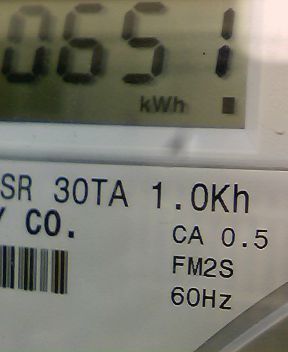 0651
kWh
SR 30TA 1.0Kh
Y CO.
CA 0.5
FM2S
60Hz